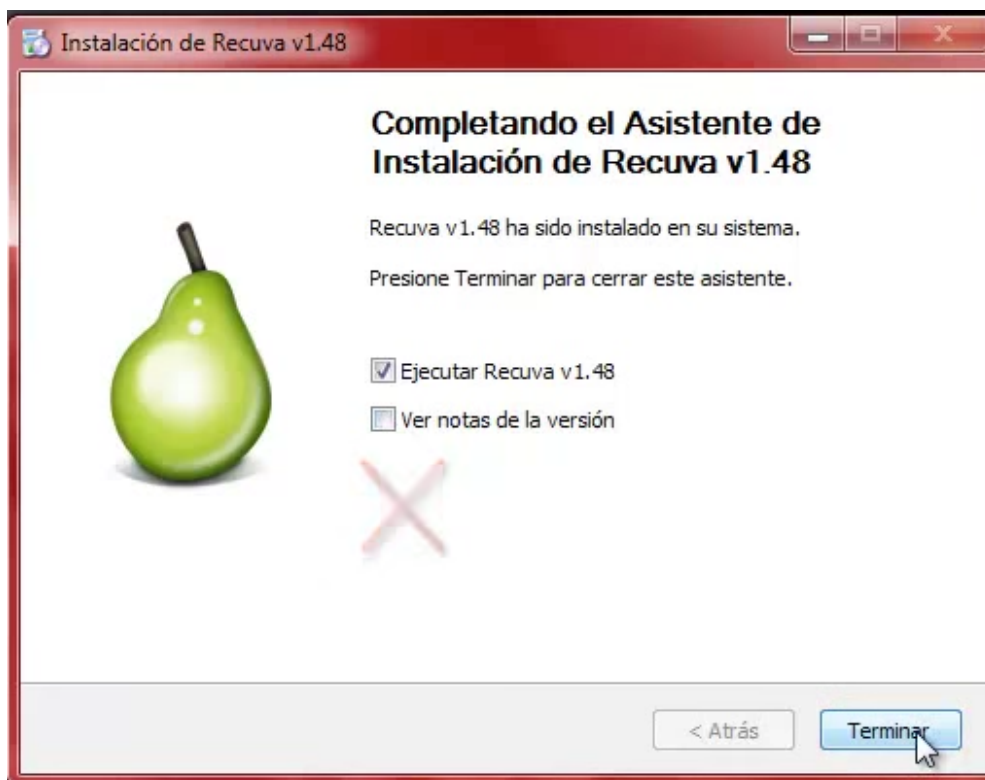 Instalación de Recuva v1.48
Completando el Asistente de
Instalación de Recuva v1.48
Recuva v1.48 ha sido instalado en su sistema.
Presione Terminar para cerrar este asistente.
Ejecutar Recuva v1.48
Ver notas de la versión
< Atrás
Terminar